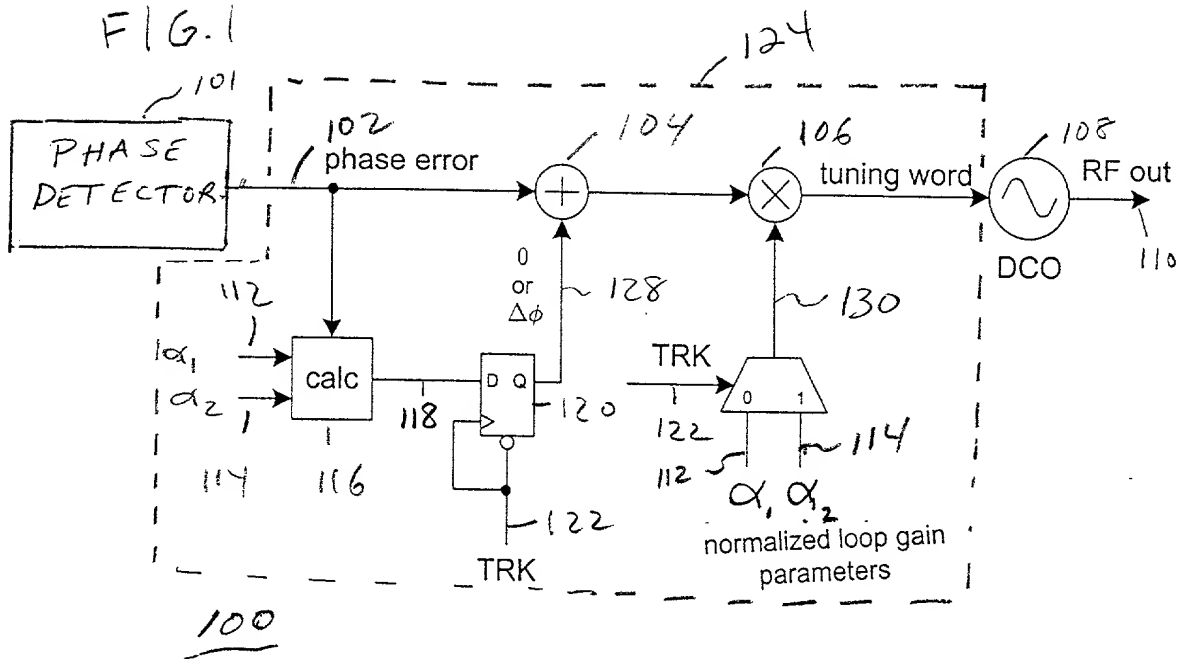 FIG.1
124
101
PHASE
DETECTOR
102
phase error
104
106
tuning word
108
RF out
110
DCO
+
×
0
or
Δϕ
128
130
112
α₁
α₂
114
calc
116
118
D Q
120
122
TRK
TRK
122
0 1
112
114
α₁ α₂
normalized loop gain
parameters
100